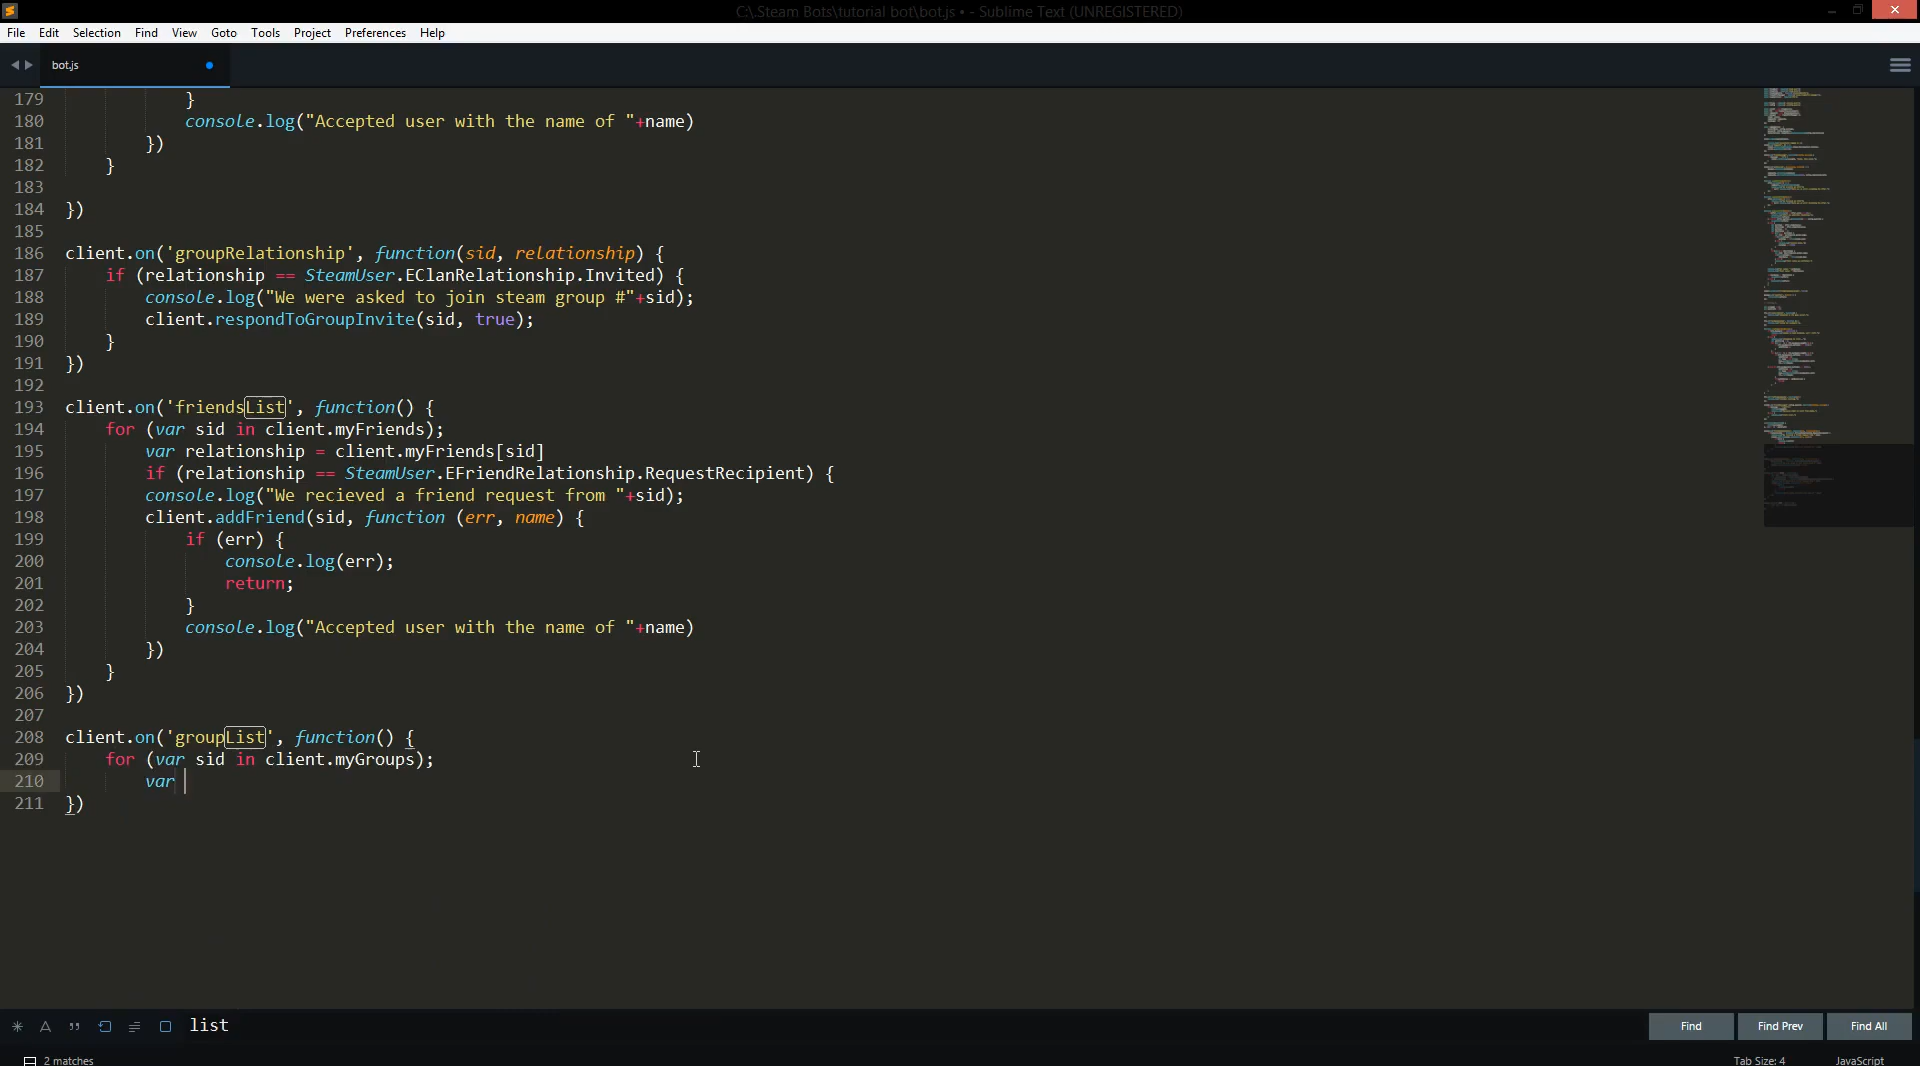 C:\.Steam Bots\tutorial bot\bot.js • - Sublime Text (UNREGISTERED)
File Edit Selection Find View Goto Tools Project Preferences Help
bot.js
179 }
180 console.log("Accepted user with the name of "+name)
181 })
182 }
183
184 })
185
186 client.on('groupRelationship', function(sid, relationship) {
187 if (relationship == SteamUser.EClanRelationship.Invited) {
188 console.log("We were asked to join steam group #"+sid);
189 client.respondToGroupInvite(sid, true);
190 }
191 })
192
193 client.on('friendsList', function() {
194 for (var sid in client.myFriends);
195 var relationship = client.myFriends[sid]
196 if (relationship == SteamUser.EFriendRelationship.RequestRecipient) {
197 console.log("We recieved a friend request from "+sid);
198 client.addFriend(sid, function (err, name) {
199 if (err) {
200 console.log(err);
201 return;
202 }
203 console.log("Accepted user with the name of "+name)
204 })
205 }
206 })
207
208 client.on('groupList', function() {
209 for (var sid in client.myGroups);
210 var
211 })
list
Find Find Prev Find All
2 matches Tab Size: 4 JavaScript